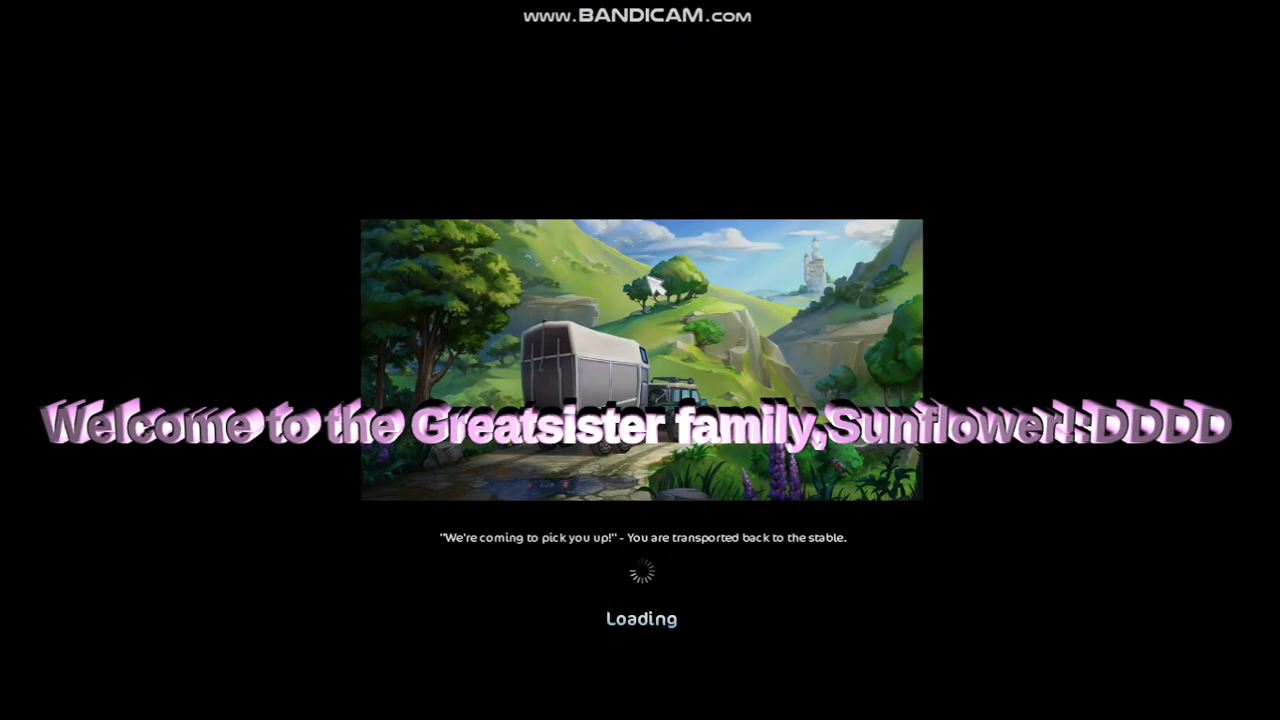 www.BANDICAM.COM
Welcome to the Greatsister family,Sunflower!:DDDD
"We're coming to pick you up!" - You are transported back to the stable.
Loading